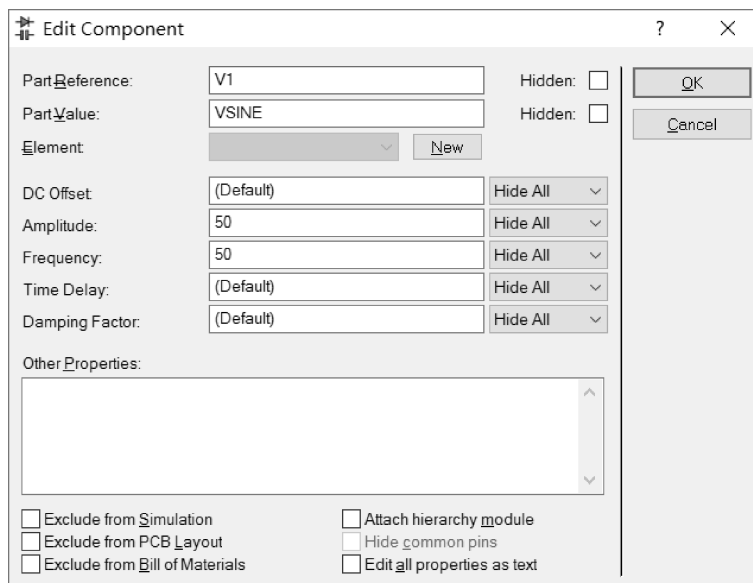 Edit Component ? ×
Part Reference: V1 Hidden: OK
Part Value: VSINE Hidden: Cancel
Element: New
DC Offset: (Default) Hide All
Amplitude: 50 Hide All
Frequency: 50 Hide All
Time Delay: (Default) Hide All
Damping Factor: (Default) Hide All
Other Properties:
Exclude from Simulation Attach hierarchy module
Exclude from PCB Layout Hide common pins
Exclude from Bill of Materials Edit all properties as text